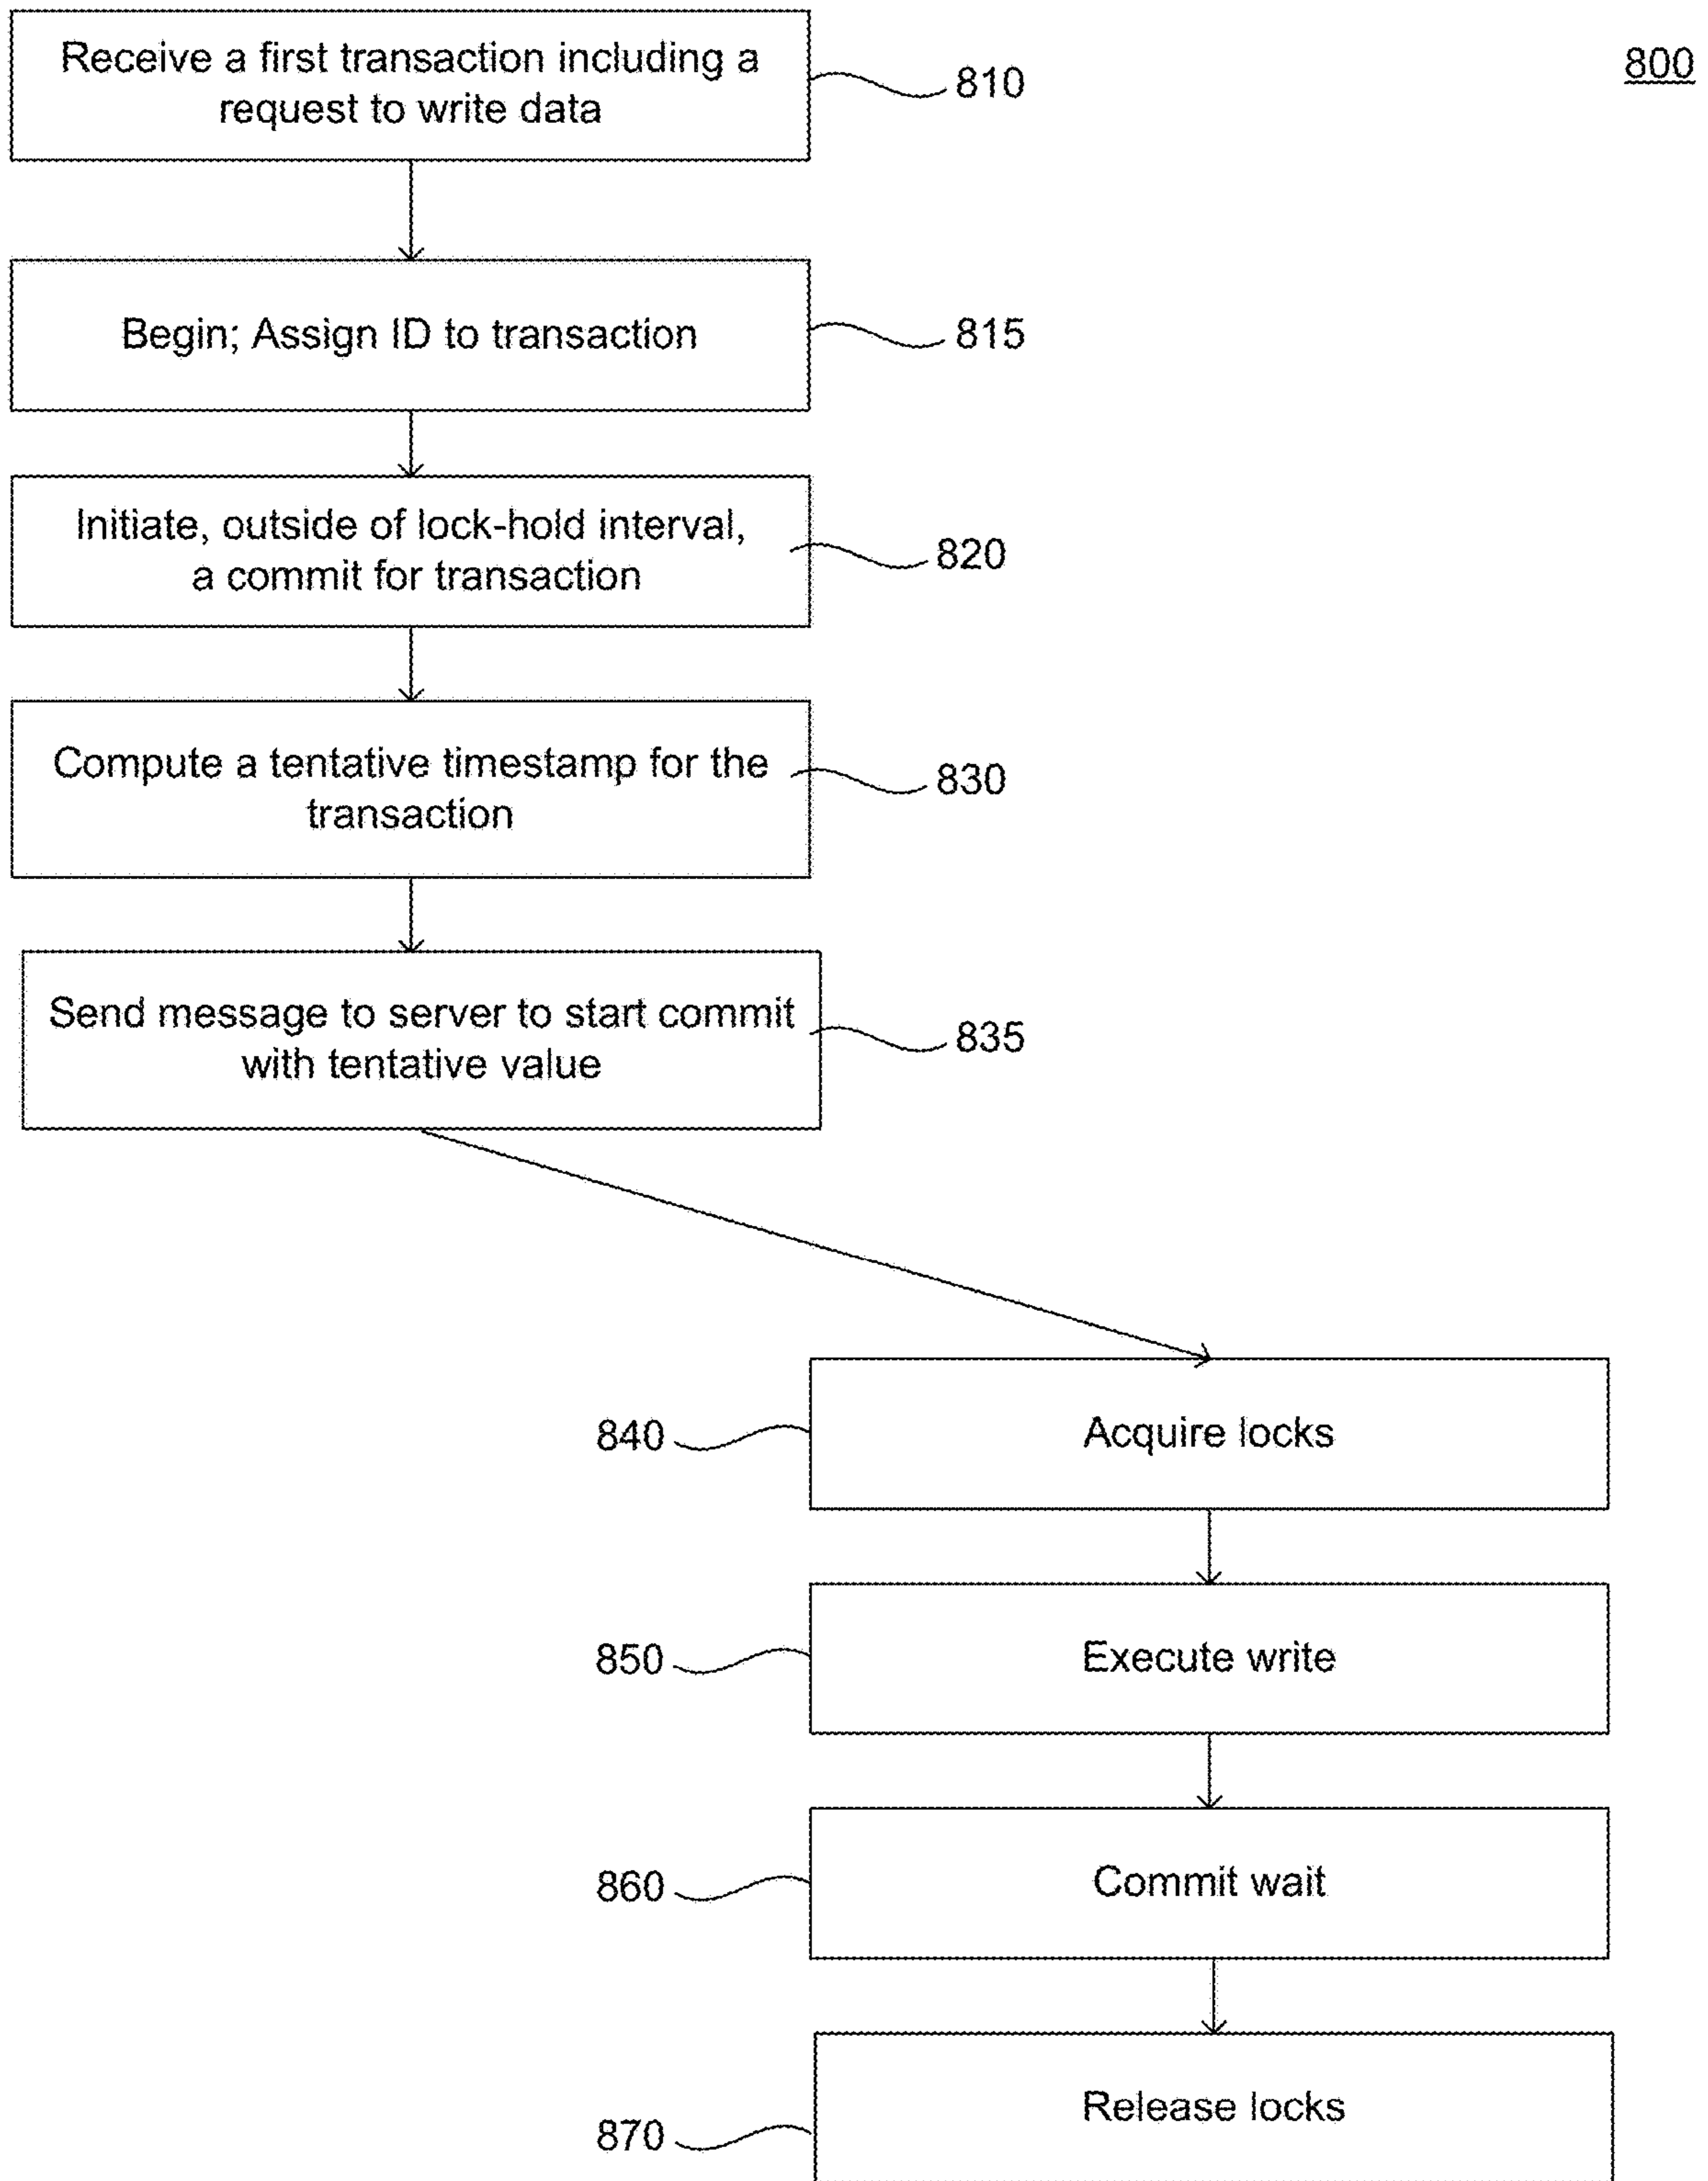 800
Receive a first transaction including a
request to write data
810
Begin; Assign ID to transaction
815
Initiate, outside of lock-hold interval,
a commit for transaction
820
Compute a tentative timestamp for the
transaction
830
Send message to server to start commit
with tentative value
835
840
Acquire locks
850
Execute write
860
Commit wait
870
Release locks